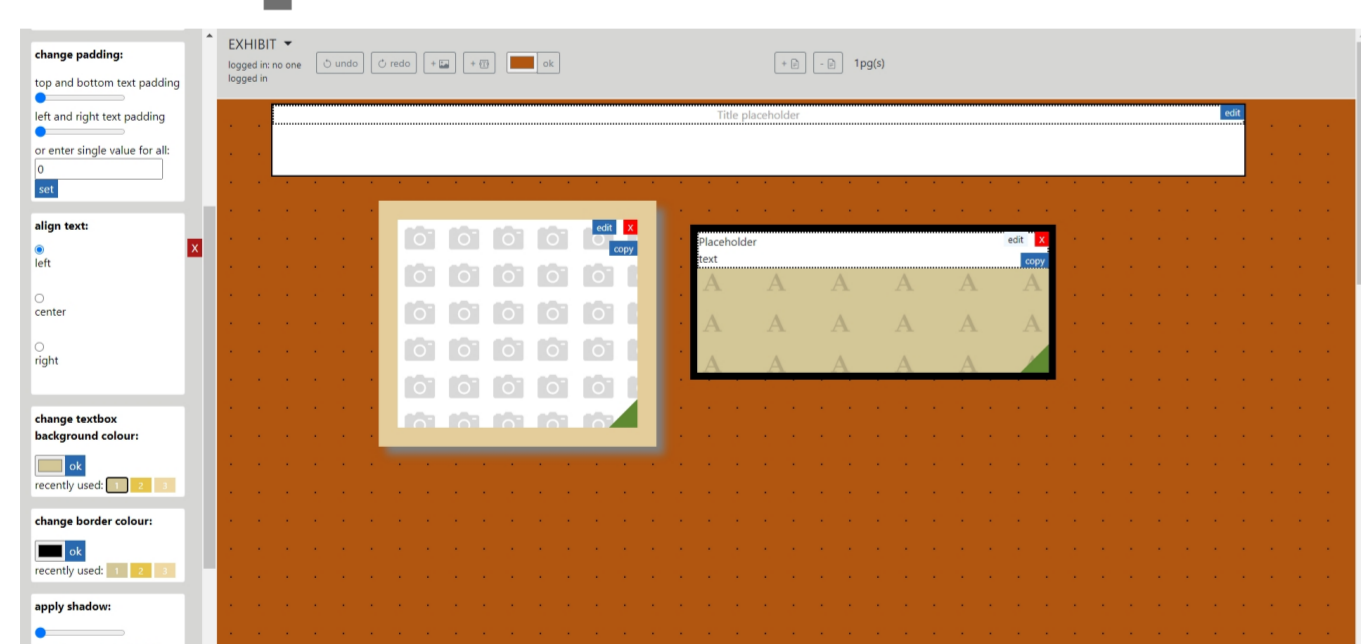 change padding:
top and bottom text padding
left and right text padding
or enter single value for all:
0
set
align text:
left
center
right
X
change textbox
background colour:
ok
recently used: 1 2 3
change border colour:
ok
recently used: 1 2 3
apply shadow:
EXHIBIT
logged in: no one
logged in
undo
redo
+
+
ok
+
-
1pg(s)
Title placeholder
edit
edit X
copy
Placeholder
text
edit X
copy
A A A A A A
A A A A A A
A A A A A A